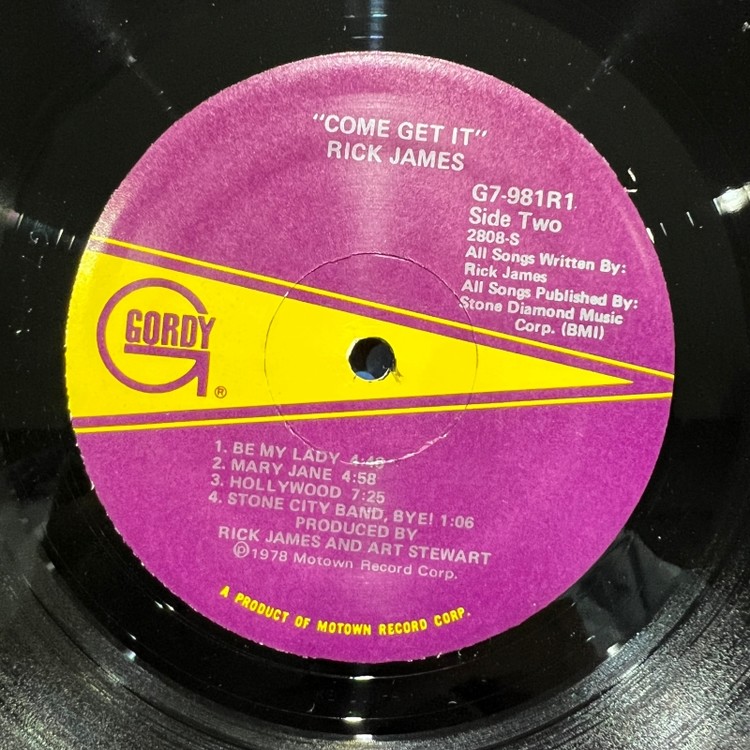 "COME GET IT"
RICK JAMES
G7-981R1
Side Two
2808-S
All Songs Written By:
Rick James
All Songs Published By:
Stone Diamond Music
Corp. (BMI)
GORDY
®
1. BE MY LADY
2. MARY JANE 4:58
3. HOLLYWOOD 7:25
4. STONE CITY BAND, BYE! 1:06
PRODUCED BY
RICK JAMES AND ART STEWART
℗1978 Motown Record Corp.
A PRODUCT OF MOTOWN RECORD CORP.